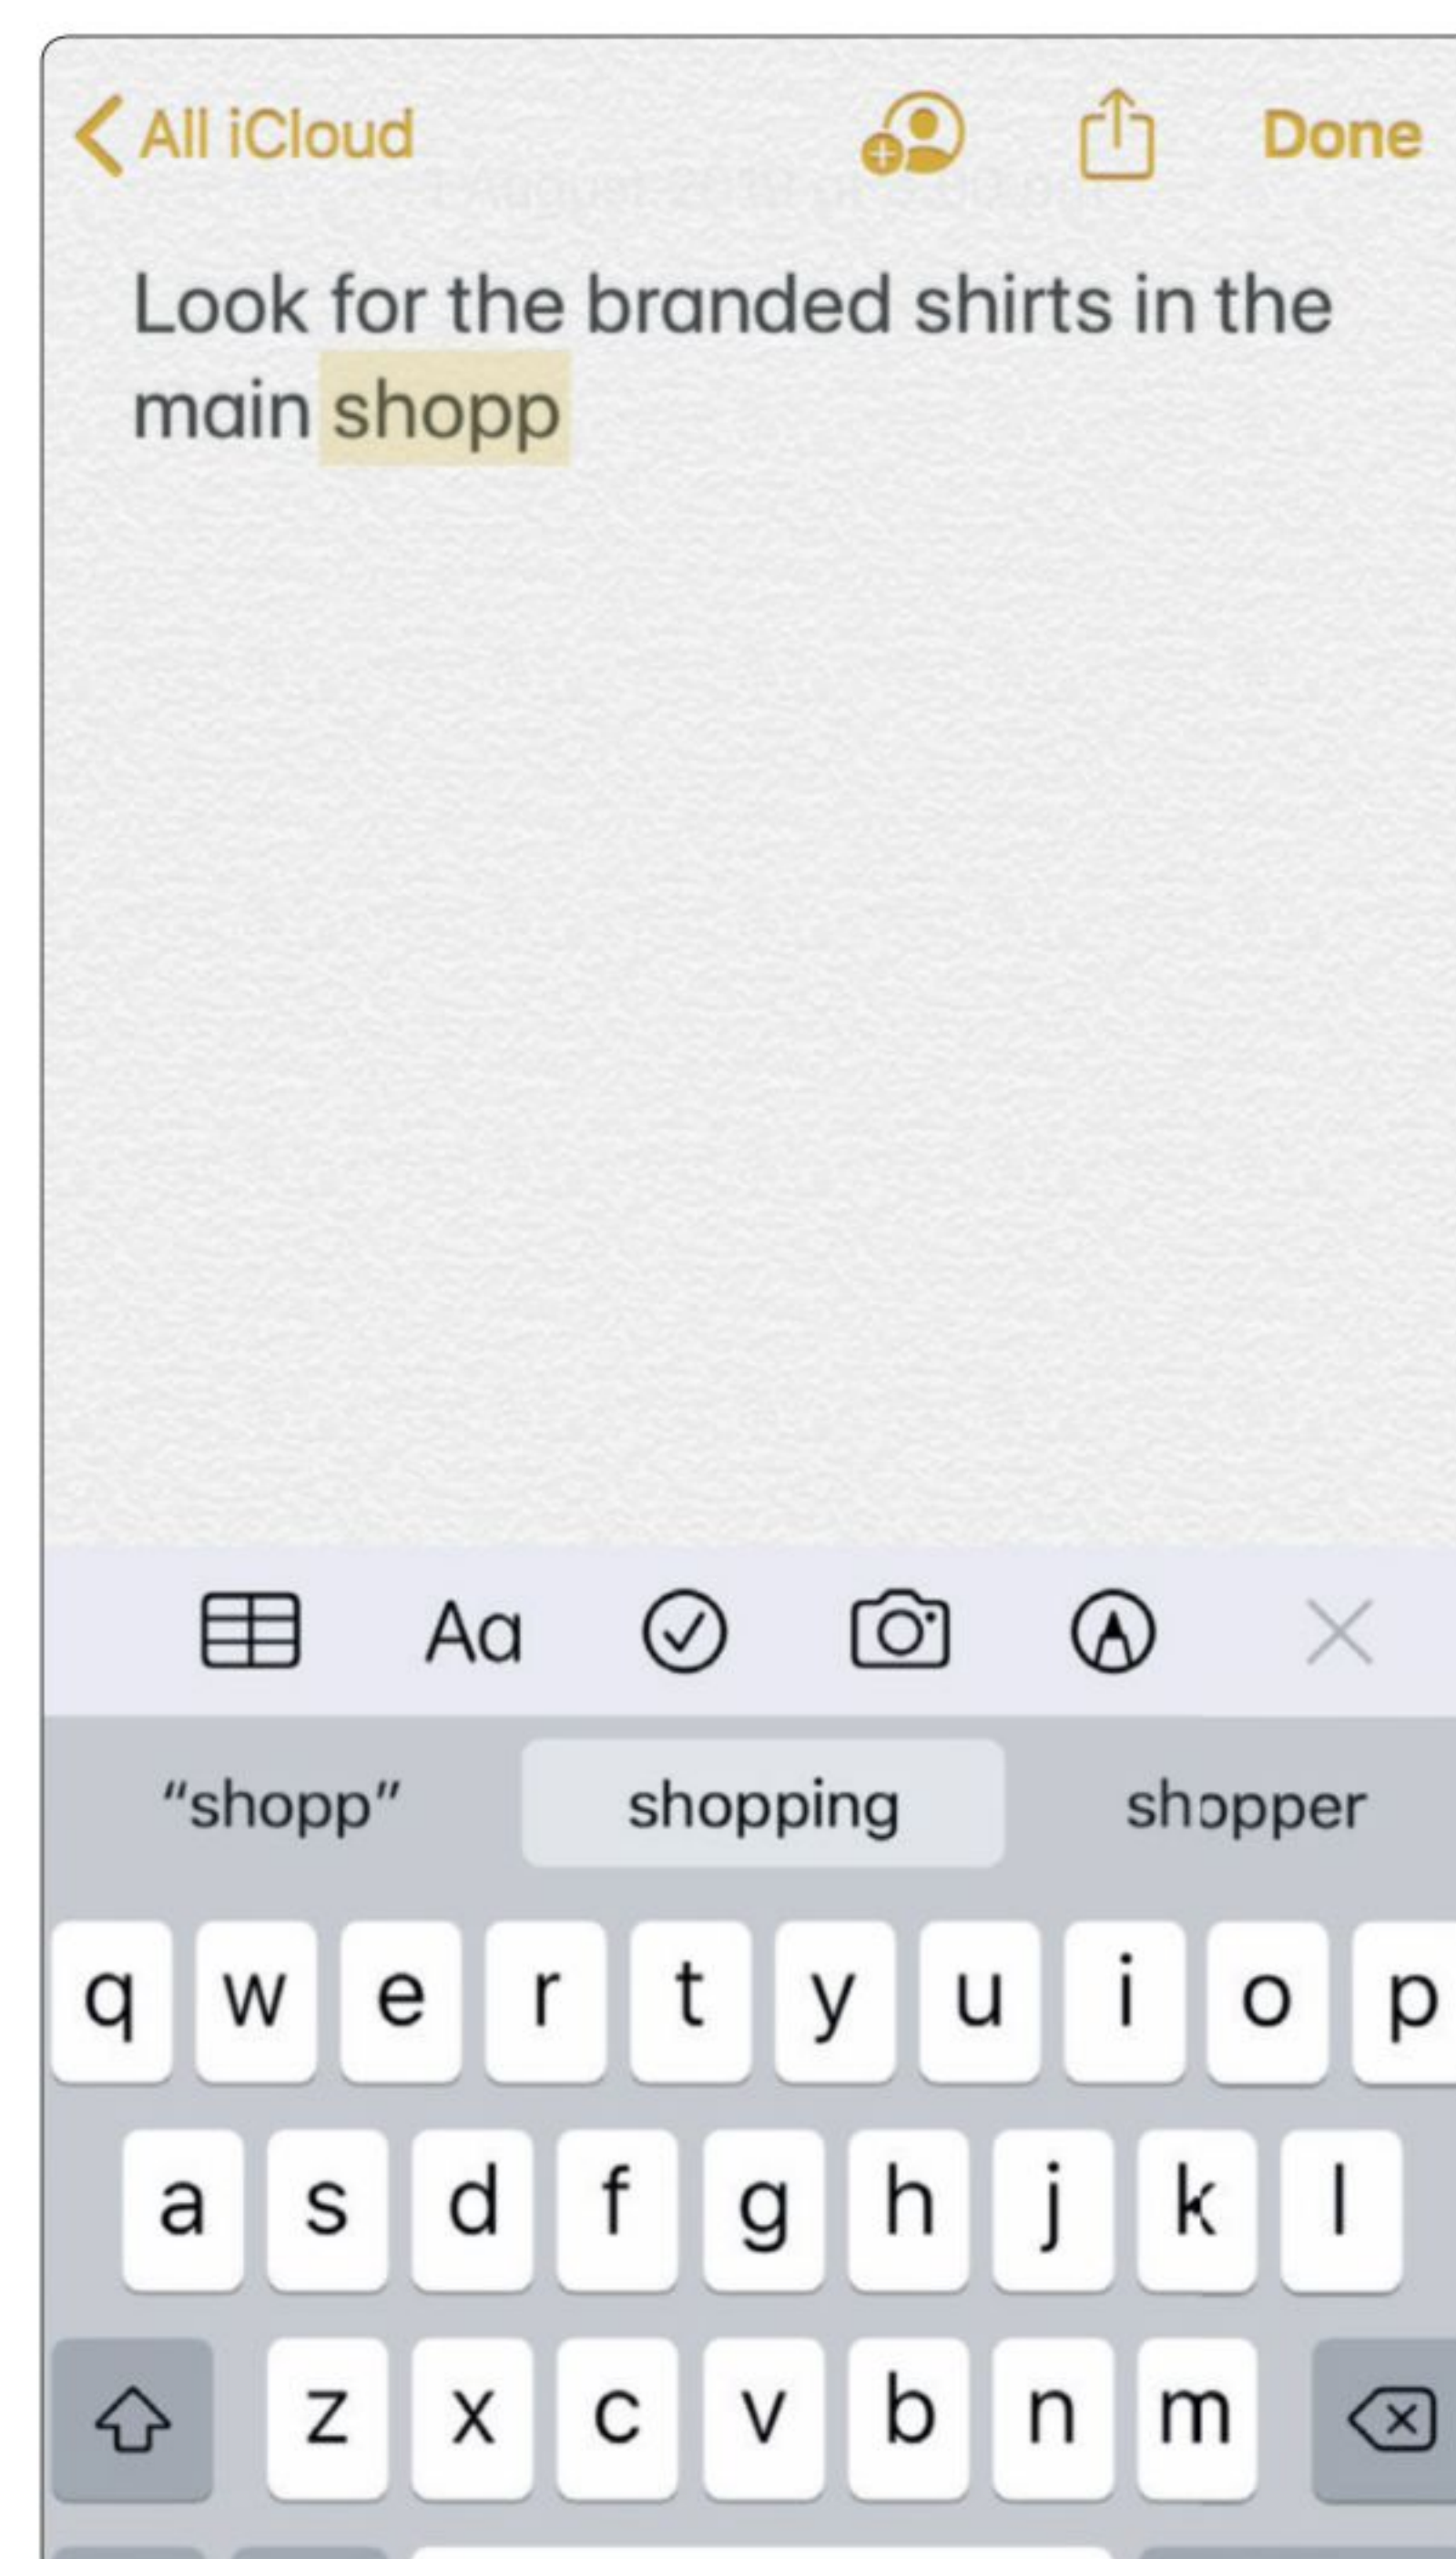 All iCloud Done
Look for the branded shirts in the
main shopp
Aa
“shopp” shopping shopper
q w e r t y u i o p
a s d f g h j k l
z x c v b n m